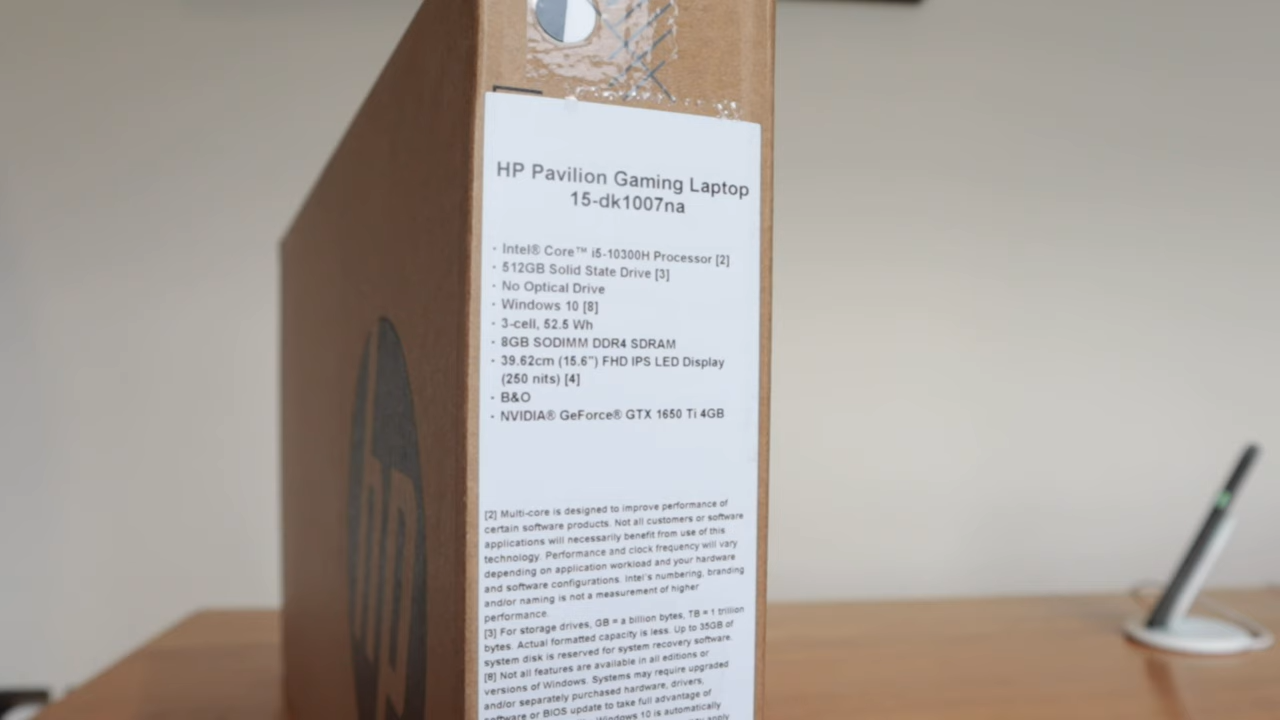 HP Pavilion Gaming Laptop
15-dk1007na
· Intel® Core™ i5-10300H Processor [2]
· 512GB Solid State Drive [3]
· No Optical Drive
· Windows 10 [8]
· 3-cell, 52.5 Wh
· 8GB SODIMM DDR4 SDRAM
· 39.62cm (15.6") FHD IPS LED Display
(250 nits) [4]
· B&O
· NVIDIA® GeForce® GTX 1650 Ti 4GB
[2] Multi-core is designed to improve performance of
certain software products. Not all customers or software
applications will necessarily benefit from use of this
technology. Performance and clock frequency will vary
depending on application workload and your hardware
and software configurations. Intel's numbering, branding
and/or naming is not a measurement of higher
performance.
[3] For storage drives, GB = a billion bytes, TB = 1 trillion
bytes. Actual formatted capacity is less. Up to 35GB of
system disk is reserved for system recovery software.
[8] Not all features are available in all editions or
versions of Windows. Systems may require upgraded
and/or separately purchased hardware, drivers,
software or BIOS update to take full advantage of
Windows 10 is automatically
apply
hp